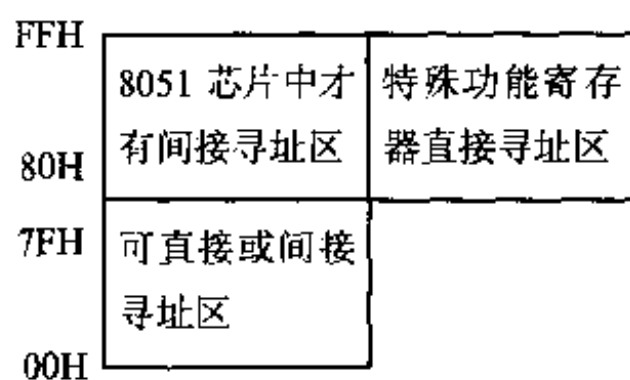 FFH
8051 芯片中才
有间接寻址区
特殊功能寄存
器直接寻址区
80H
7FH
可直接或间接
寻址区
00H